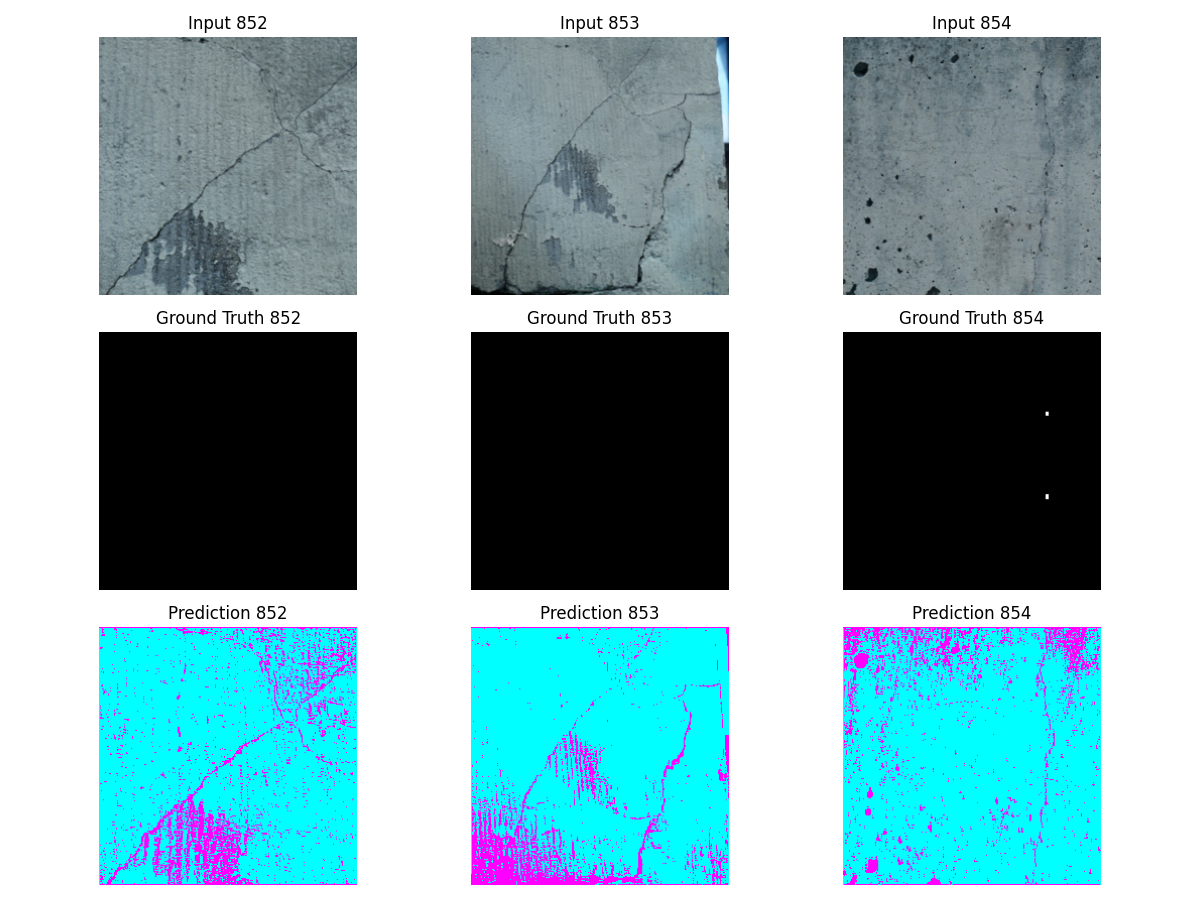 Input 852
Input 853
Input 854
Ground Truth 852
Ground Truth 853
Ground Truth 854
Prediction 852
Prediction 853
Prediction 854